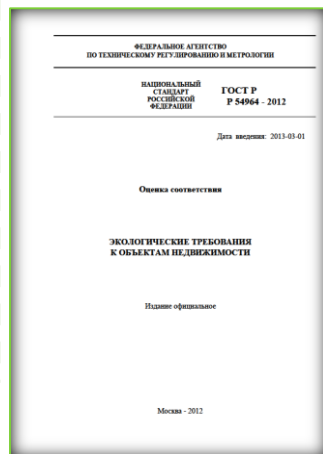 ФЕДЕРАЛЬНОЕ АГЕНТСТВО
ПО ТЕХНИЧЕСКОМУ РЕГУЛИРОВАНИЮ И МЕТРОЛОГИИ
НАЦИОНАЛЬНЫЙ
СТАНДАРТ
РОССИЙСКОЙ
ФЕДЕРАЦИИ
ГОСТ Р
Р 54964 - 2012
Дата введения: 2013-03-01
Оценка соответствия
ЭКОЛОГИЧЕСКИЕ ТРЕБОВАНИЯ
К ОБЪЕКТАМ НЕДВИЖИМОСТИ
Издание официальное
Москва - 2012